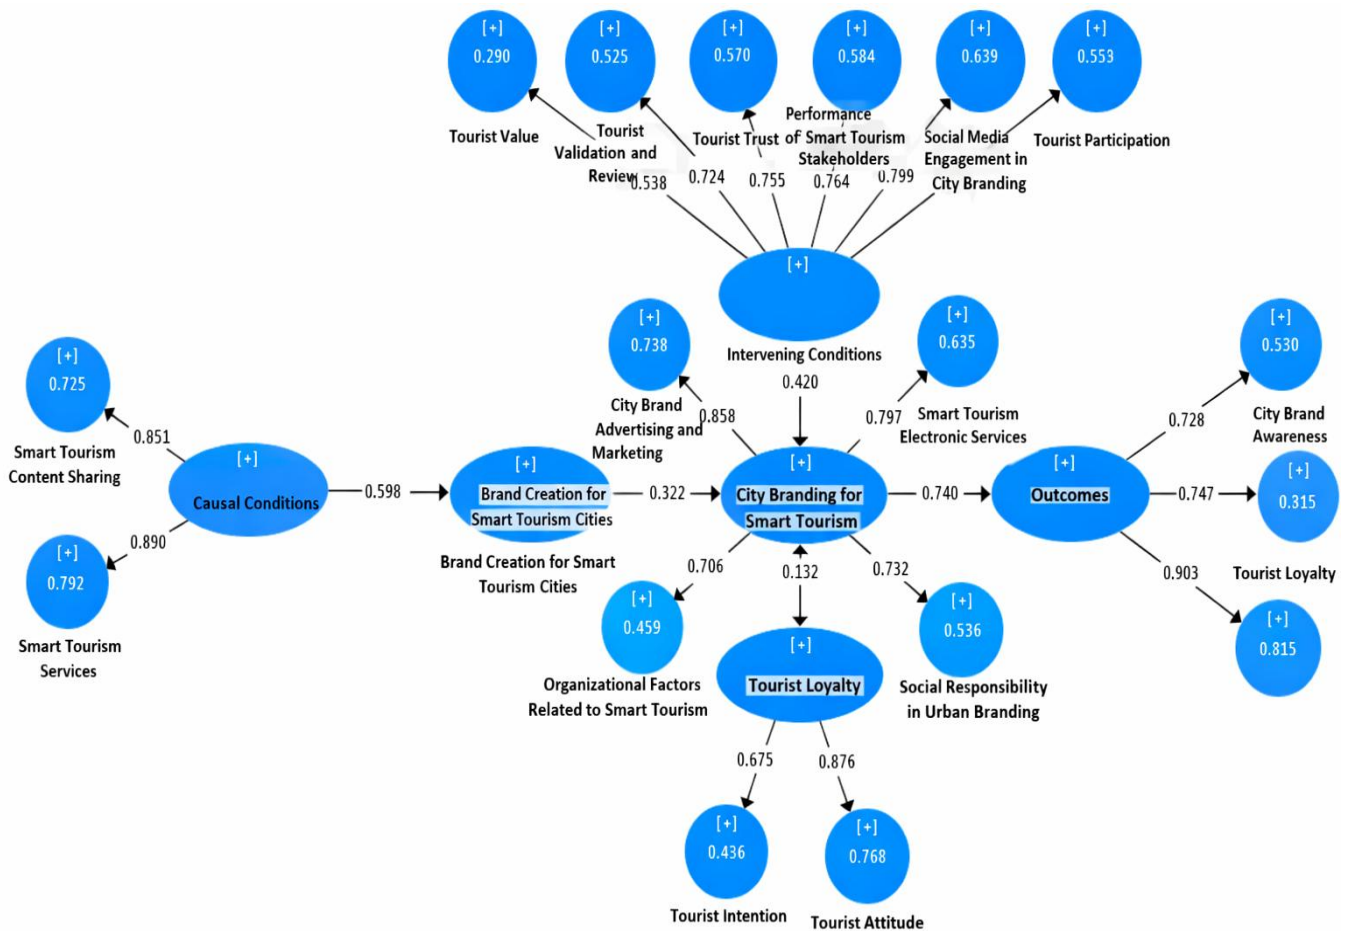 [+]
0.290
[+]
0.525
[+]
0.570
[+]
0.584
[+]
0.639
[+]
0.553
Tourist Value
Tourist
Validation and
Review
Tourist Trust
Performance
of Smart Tourism
Stakeholders
Social Media
Engagement in
City Branding
Tourist Participation
0.538
0.724
0.755
0.764
0.799
[+]
Intervening Conditions
0.420
[+]
0.738
City Brand
Advertising and
Marketing
0.858
[+]
0.635
Smart Tourism
Electronic Services
0.797
[+]
0.725
Smart Tourism
Content Sharing
0.851
[+]
Causal Conditions
0.890
[+]
0.792
Smart Tourism
Services
0.598
[+]
Brand Creation for
Smart Tourism Cities
Brand Creation for Smart
Tourism Cities
0.322
[+]
City Branding for
Smart Tourism
0.740
[+]
Outcomes
0.728
[+]
0.530
City Brand
Awareness
0.747
[+]
0.315
Tourist Loyalty
0.903
[+]
0.815
0.706
[+]
0.459
Organizational Factors
Related to Smart Tourism
0.132
0.732
[+]
0.536
Social Responsibility
in Urban Branding
[+]
Tourist Loyalty
0.675
0.876
[+]
0.436
Tourist Intention
[+]
0.768
Tourist Attitude